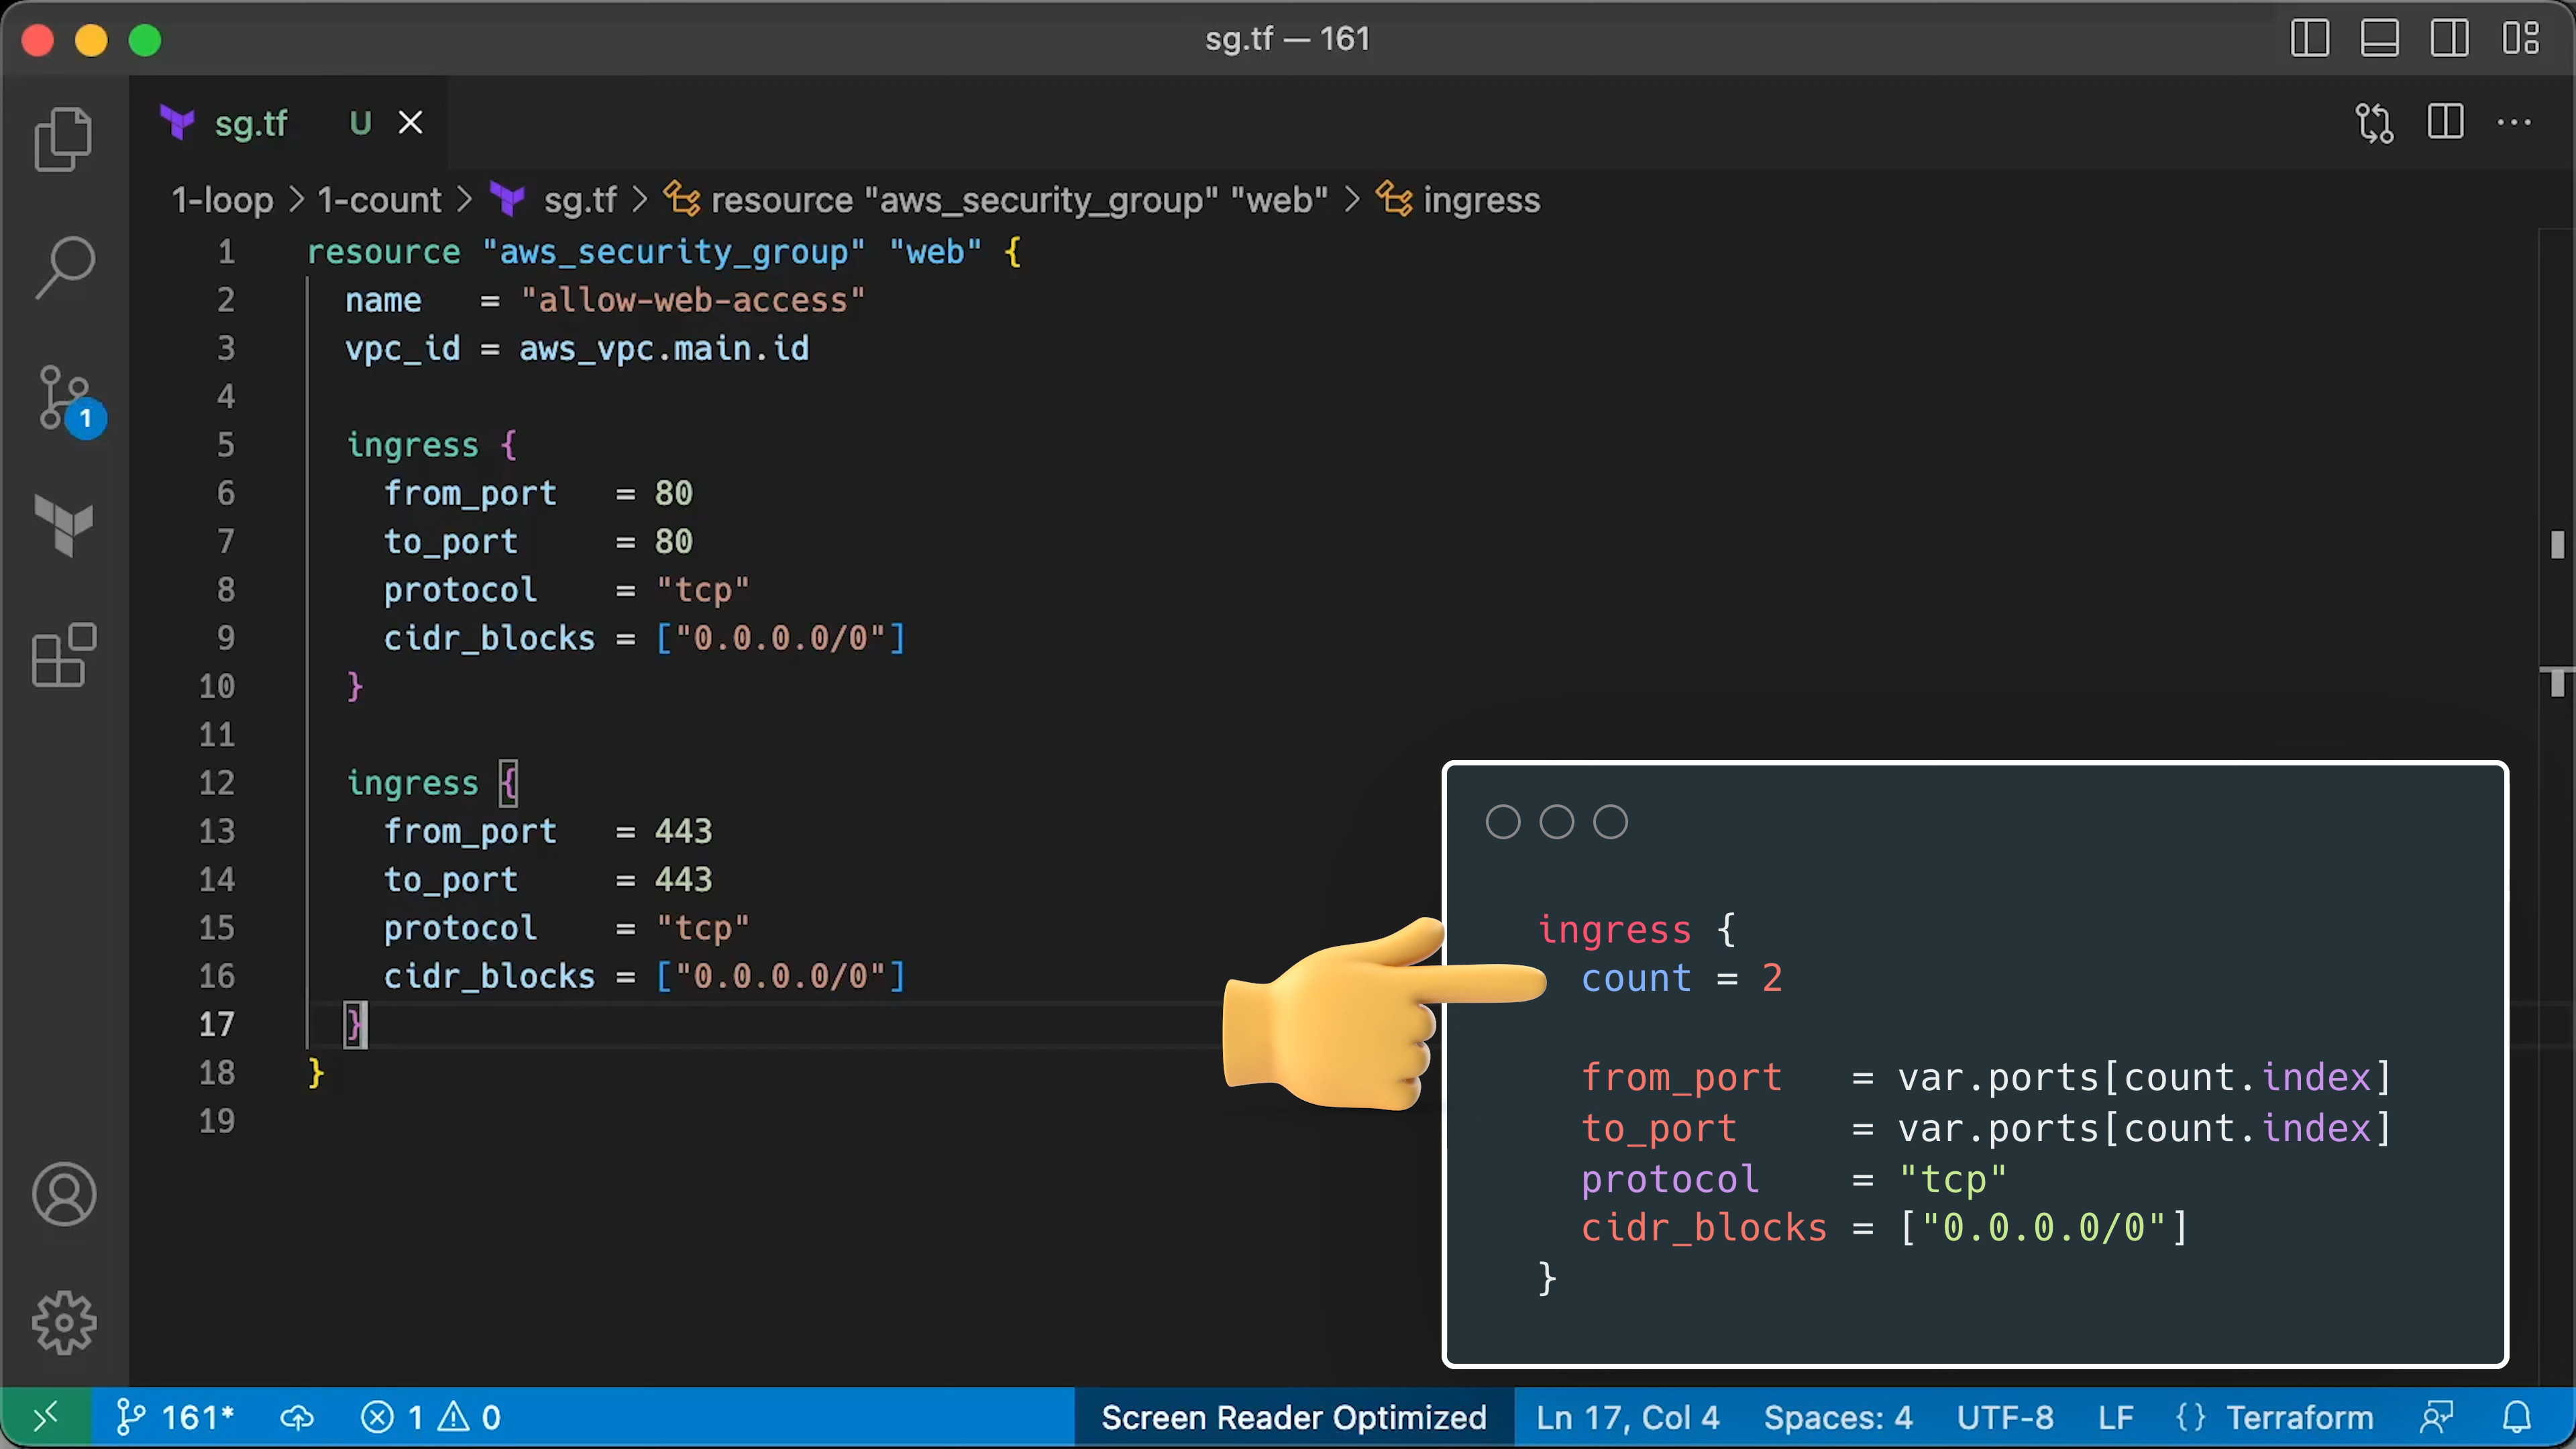 sg.tf — 161
sg.tf U
1-loop > 1-count > sg.tf > resource "aws_security_group" "web" > ingress
1 resource "aws_security_group" "web" {
2 name = "allow-web-access"
3 vpc_id = aws_vpc.main.id
4
5 ingress {
6 from_port = 80
7 to_port = 80
8 protocol = "tcp"
9 cidr_blocks = ["0.0.0.0/0"]
10 }
11
12 ingress {
13 from_port = 443
14 to_port = 443
15 protocol = "tcp"
16 cidr_blocks = ["0.0.0.0/0"]
17 }
18 }
19
1
ingress {
count = 2
from_port = var.ports[count.index]
to_port = var.ports[count.index]
protocol = "tcp"
cidr_blocks = ["0.0.0.0/0"]
}
161* 1 0 Screen Reader Optimized Ln 17, Col 4 Spaces: 4 UTF-8 LF {} Terraform